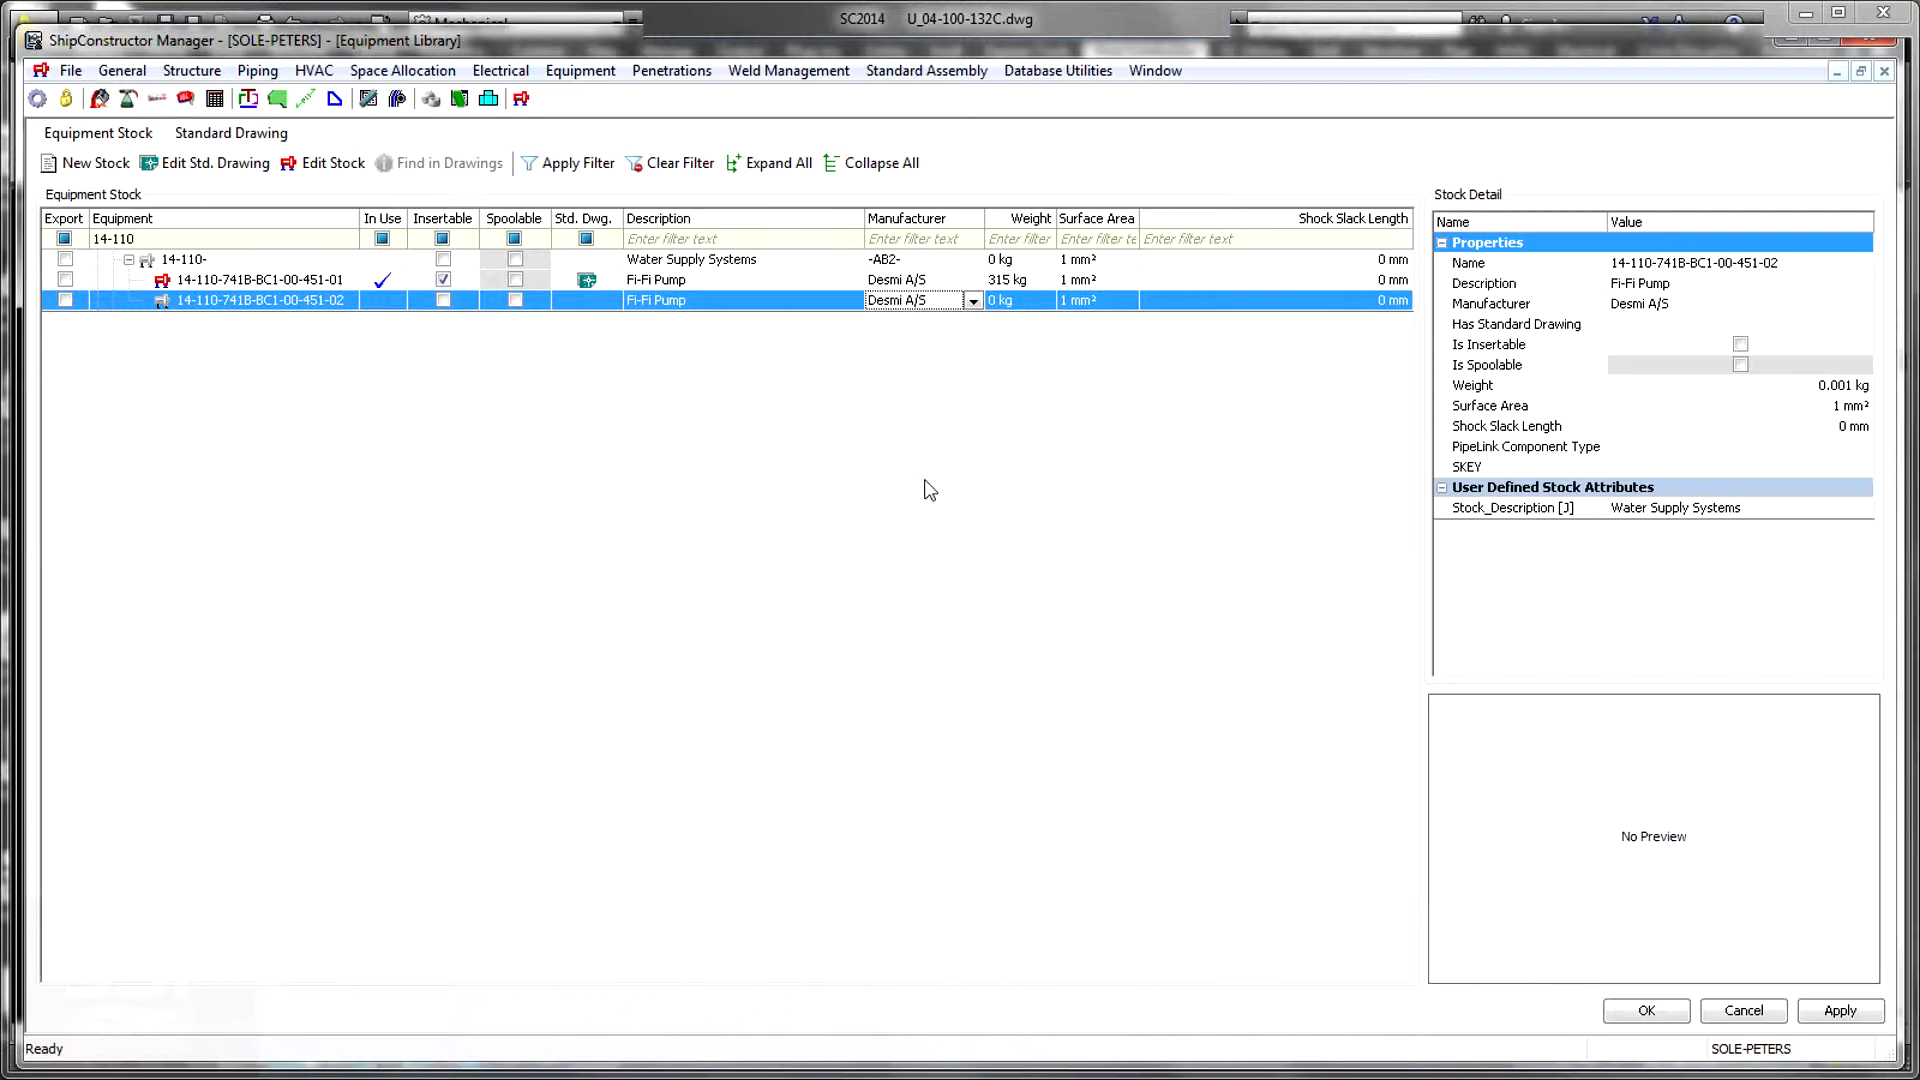 SC2014 U_04-100-132C.dwg
Mechanical
ShipConstructor Manager - [SOLE-PETERS] - [Equipment Library]
File General Structure Piping HVAC Space Allocation Electrical Equipment Penetrations Weld Management Standard Assembly Database Utilities Window
Equipment Stock Standard Drawing
New Stock Edit Std. Drawing Edit Stock Find in Drawings Apply Filter Clear Filter Expand All Collapse All
Equipment Stock
Export Equipment In Use Insertable Spoolable Std. Dwg. Description Manufacturer Weight Surface Area Shock Slack Length
14-110 Enter filter text Enter filter text Enter filter Enter filter te Enter filter text
14-110- Water Supply Systems -AB2- 0 kg 1 mm² 0 mm
14-110-741B-BC1-00-451-01 Fi-Fi Pump Desmi A/S 315 kg 1 mm² 0 mm
14-110-741B-BC1-00-451-02 Fi-Fi Pump Desmi A/S 0 kg 1 mm² 0 mm
Stock Detail
Name Value
Properties
Name 14-110-741B-BC1-00-451-02
Description Fi-Fi Pump
Manufacturer Desmi A/S
Has Standard Drawing
Is Insertable
Is Spoolable
Weight 0.001 kg
Surface Area 1 mm²
Shock Slack Length 0 mm
PipeLink Component Type
SKEY
User Defined Stock Attributes
Stock_Description [J] Water Supply Systems
No Preview
OK Cancel Apply
Ready SOLE-PETERS